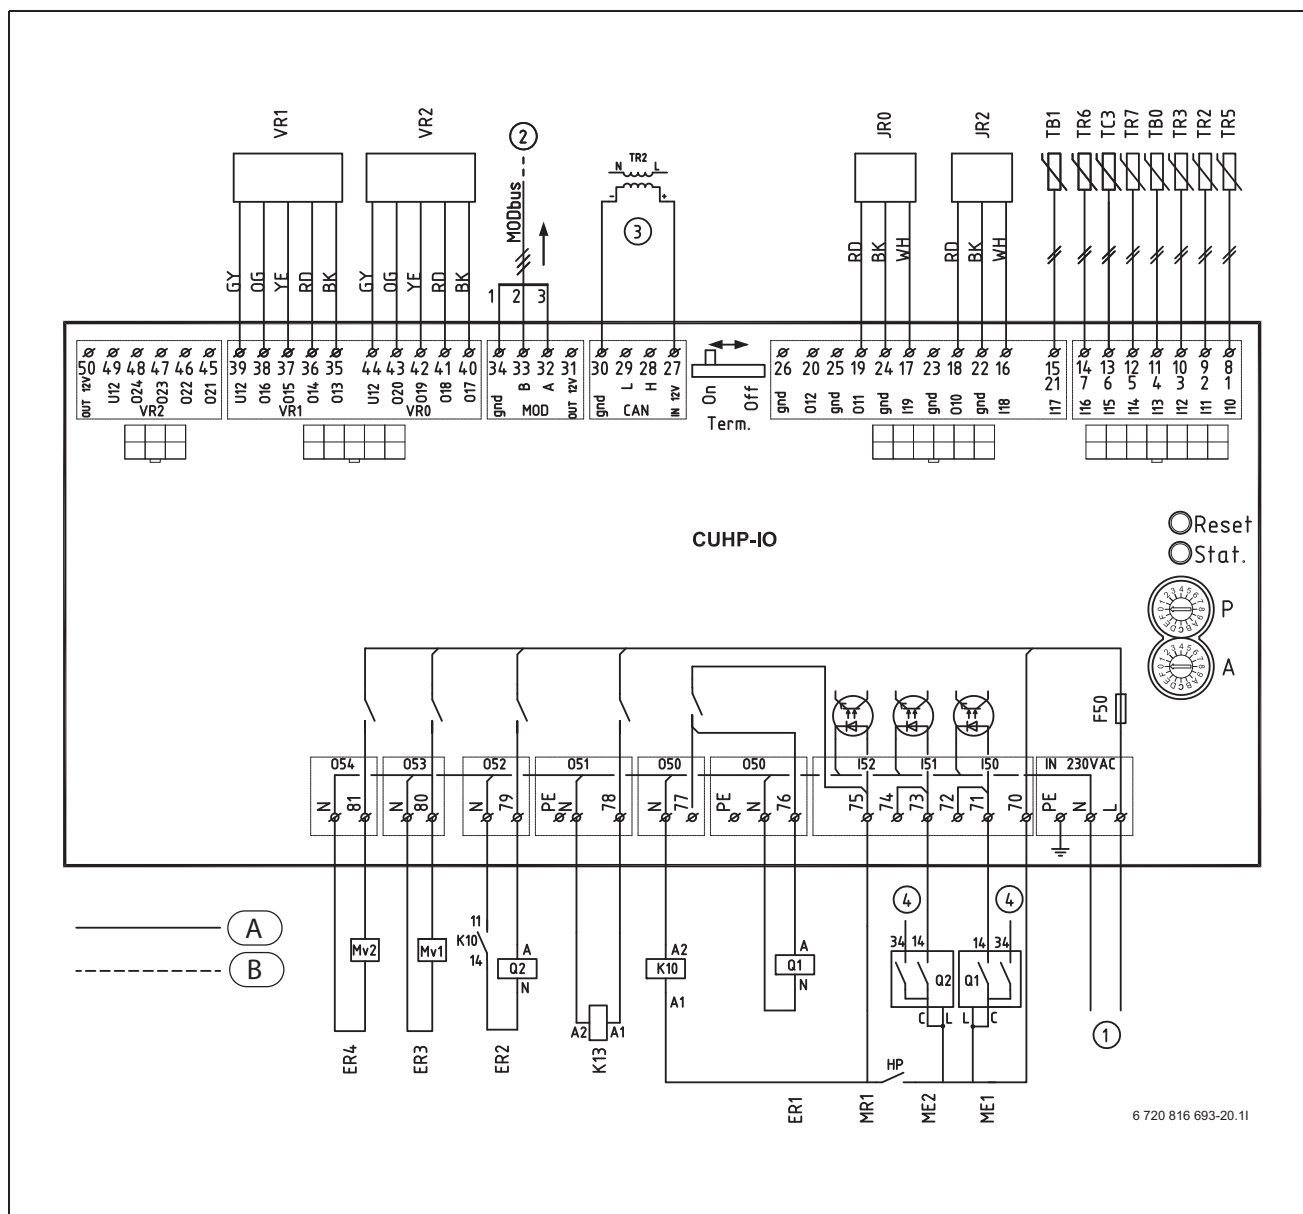 VR1 VR2 2 JR0 JR2 TB1 TR6 TC3 TR7 TB0 TR3 TR2 TR5
N TR2 L
- +
MODbus
3
GY OG YE RD BK GY OG YE RD BK
RD BK WH RD BK WH
1 2 3
50 49 48 47 46 45 39 38 37 36 35 44 43 42 41 40 34 33 32 31 30 29 28 27 26 20 25 19 24 17 23 18 22 16 15 14 13 12 11 10 9 8
21 7 6 5 4 3 2 1
OUT 12V U12 O24 O23 O22 O21 U12 O16 O15 O14 O13 U12 O20 O19 O18 O17 gnd B A OUT 12V gnd L H IN 12V gnd O12 gnd O11 gnd I19 gnd O10 gnd I18 I17 I16 I15 I14 I13 I12 I11 I10
VR2 VR1 VR0 MOD CAN
On Off
Term.
CUHP-IO
Reset
Stat.
P
A
F50
O54 O53 O52 O51 O50 O50 I52 I51 I50 IN 230VAC
N 81 N 80 N 79 PE N 78 N 77 PE N 76 75 74 73 72 71 70 PE N L
A
B
4 4
11 K10 14
34 14 14 34
Mv2 Mv1 A Q2 N A2 K10 A1 A Q1 N Q2 Q1
C L L C
A2 A1
1
HP
ER4 ER3 ER2 K13 ER1 MR1 ME2 ME1
6 720 816 693-20.1I